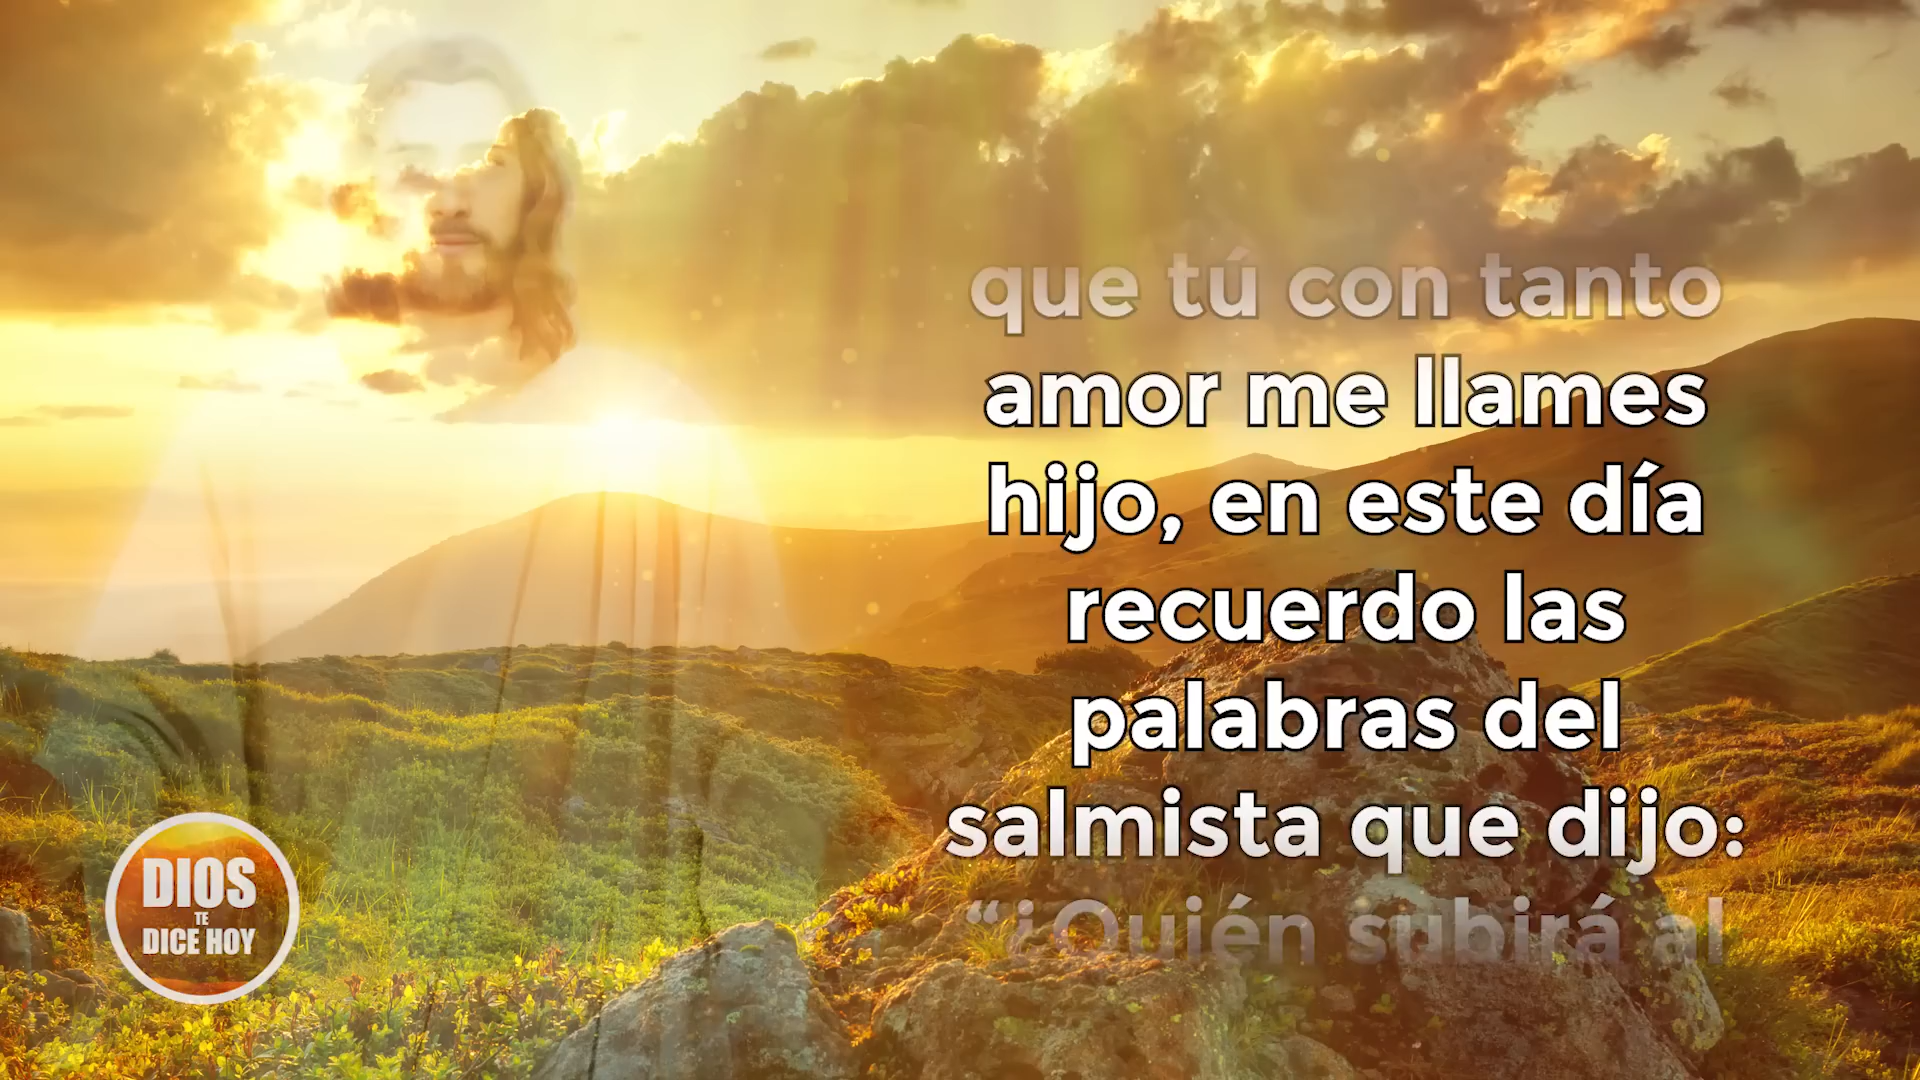 que tú con tanto
amor me llames
hijo, en este día
recuerdo las
palabras del
salmista que dijo:
“¿Quién subirá al
DIOS
TE
DICE HOY